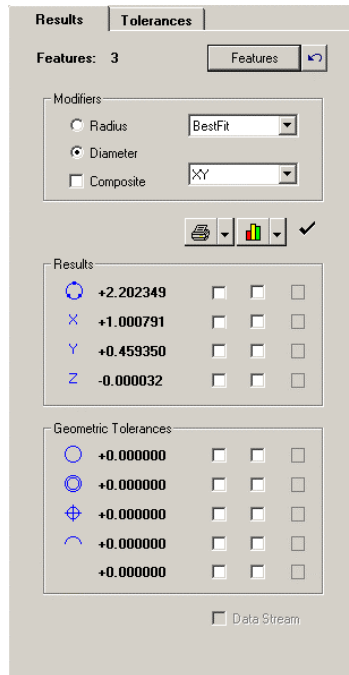 Results Tolerances
Features: 3 Features
Modifiers
Radius BestFit
Diameter
Composite XY
Results
+2.202349
X +1.000791
Y +0.459350
Z -0.000032
Geometric Tolerances
+0.000000
+0.000000
+0.000000
+0.000000
+0.000000
Data Stream